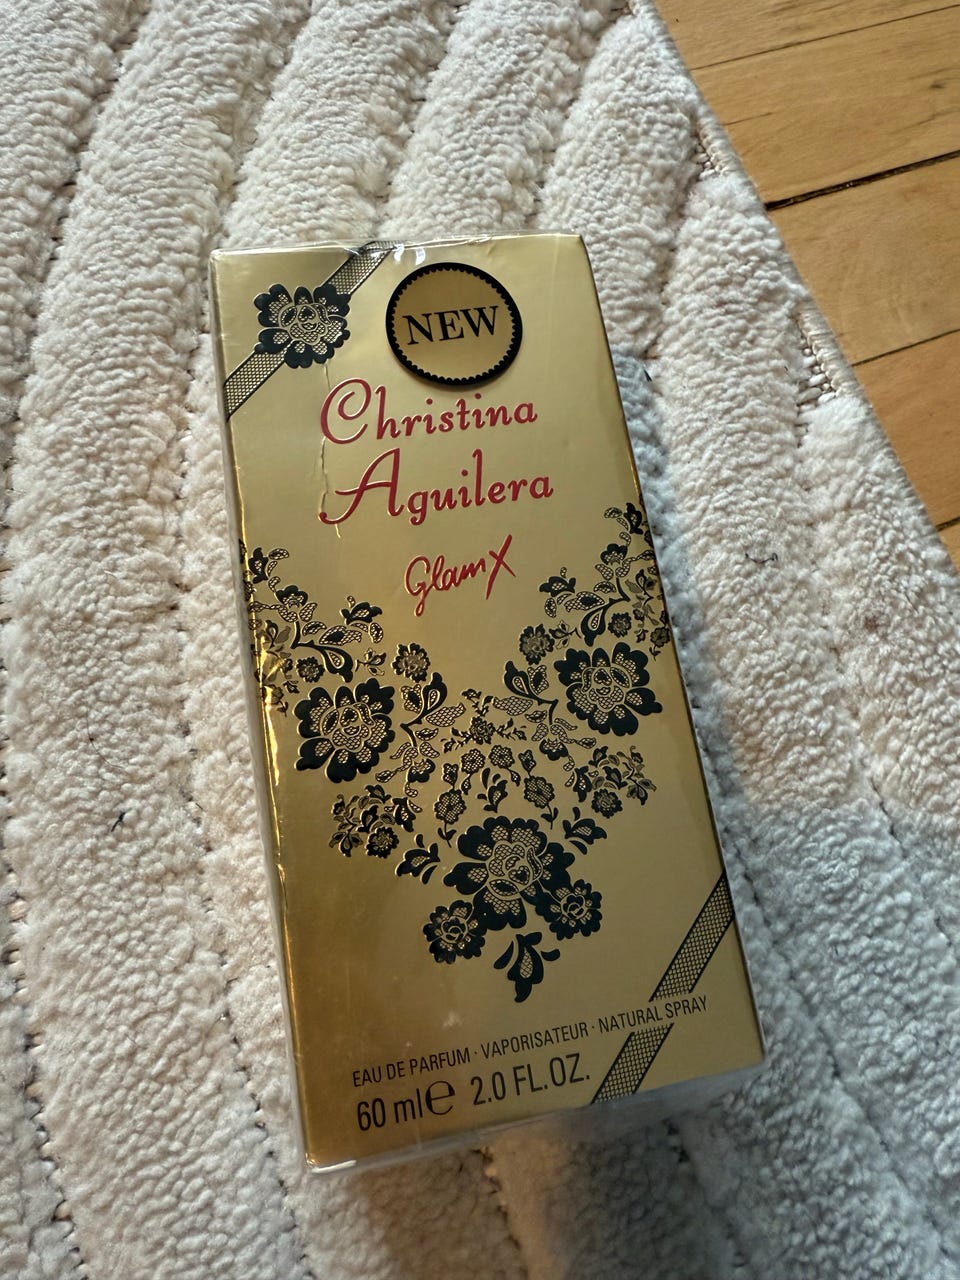 NEW
Christina
Aguilera
Glam X
EAU DE PARFUM · VAPORISATEUR · NATURAL SPRAY
60 ml ℮ 2.0 FL. OZ.